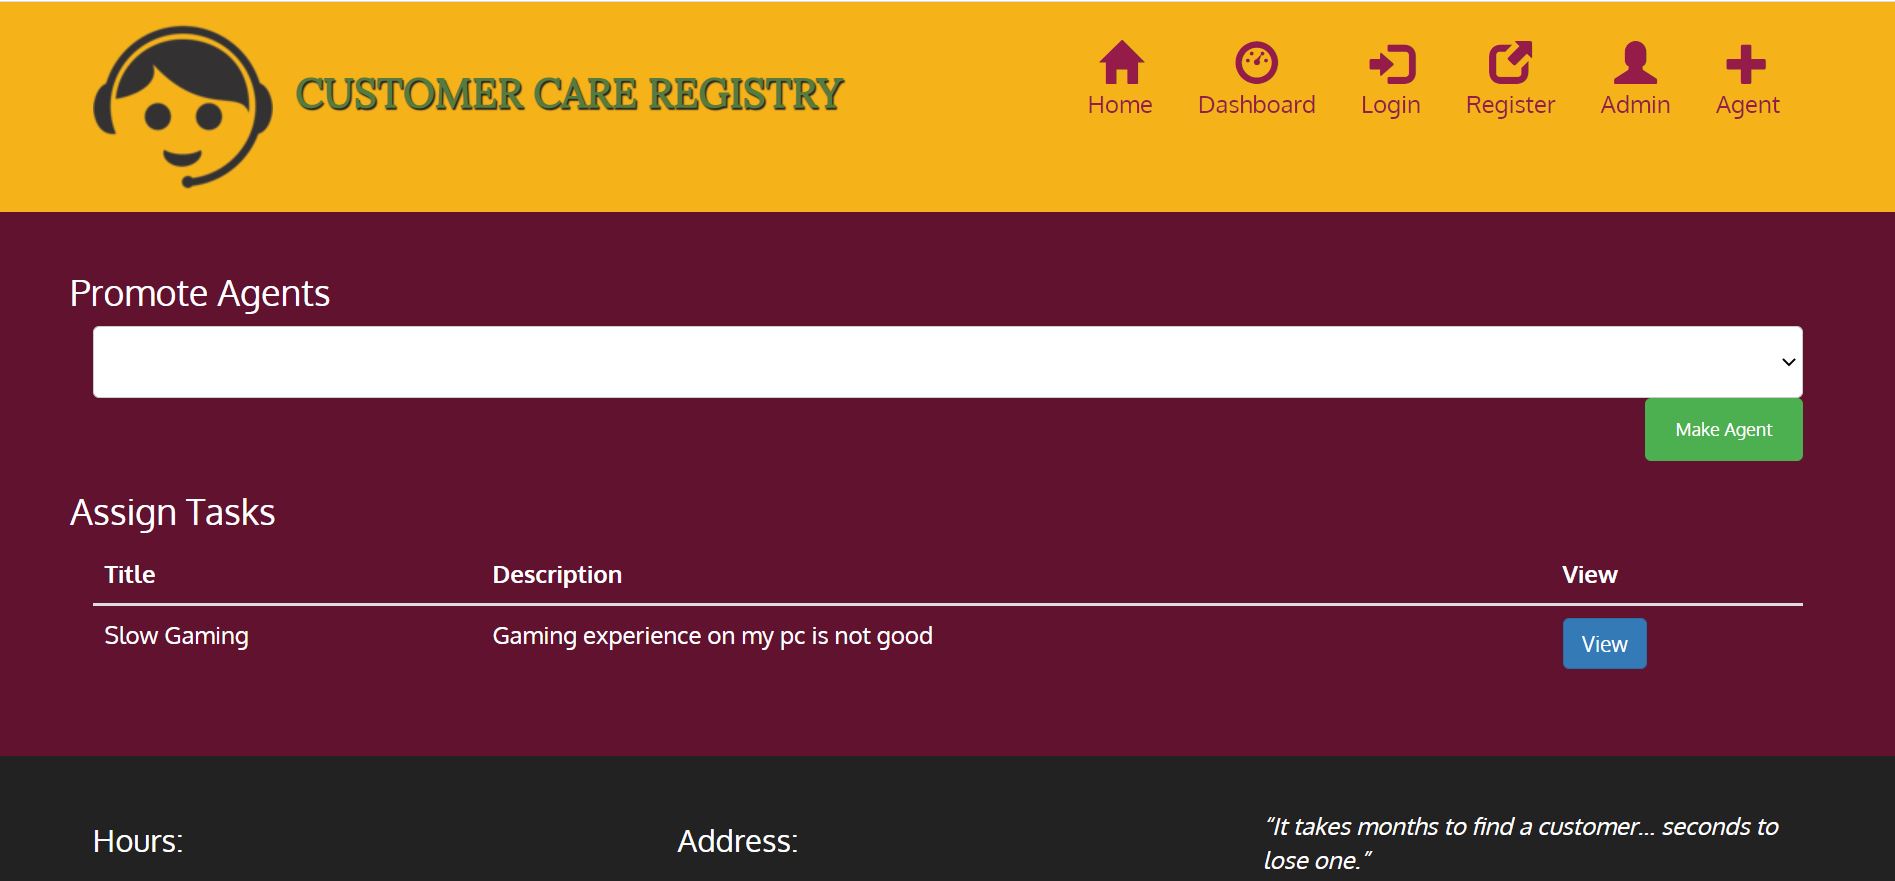 CUSTOMER CARE REGISTRY
Home Dashboard Login Register Admin Agent
Promote Agents
Make Agent
Assign Tasks
Title Description View
Slow Gaming Gaming experience on my pc is not good View
Hours:
Address:
“It takes months to find a customer... seconds to
lose one.”